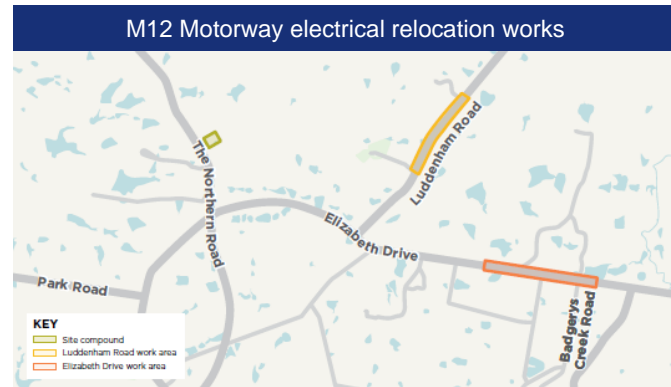 M12 Motorway electrical relocation works
Luddenham Road
The Northern Road
Elizabeth Drive
Park Road
Badgerys
Creek Road
KEY
Site compound
Luddenham Road work area
Elizabeth Drive work area